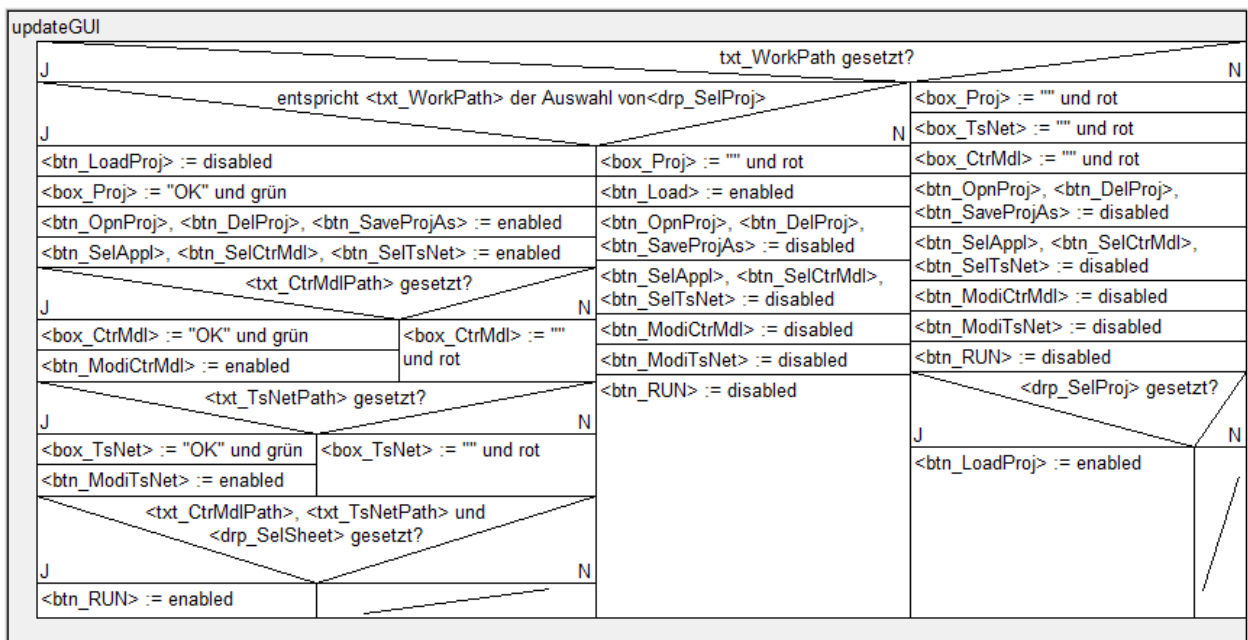 updateGUI
txt_WorkPath gesetzt?
J
N
entspricht <txt_WorkPath> der Auswahl von<drp_SelProj>
J
N
<btn_LoadProj> := disabled
<box_Proj> := "OK" und grün
<btn_OpnProj>, <btn_DelProj>, <btn_SaveProjAs> := enabled
<btn_SelAppl>, <btn_SelCtrMdl>, <btn_SelTsNet> := enabled
<txt_CtrMdlPath> gesetzt?
J
N
<box_CtrMdl> := "OK" und grün
<btn_ModiCtrMdl> := enabled
<box_CtrMdl> := ""
und rot
<txt_TsNetPath> gesetzt?
J
N
<box_TsNet> := "OK" und grün
<btn_ModiTsNet> := enabled
<box_TsNet> := "" und rot
<txt_CtrMdlPath>, <txt_TsNetPath> und
<drp_SelSheet> gesetzt?
J
N
<btn_RUN> := enabled
<box_Proj> := "" und rot
<btn_Load> := enabled
<btn_OpnProj>, <btn_DelProj>,
<btn_SaveProjAs> := disabled
<btn_SelAppl>, <btn_SelCtrMdl>,
<btn_SelTsNet> := disabled
<btn_ModiCtrMdl> := disabled
<btn_ModiTsNet> := disabled
<btn_RUN> := disabled
<box_Proj> := "" und rot
<box_TsNet> := "" und rot
<box_CtrMdl> := "" und rot
<btn_OpnProj>, <btn_DelProj>,
<btn_SaveProjAs> := disabled
<btn_SelAppl>, <btn_SelCtrMdl>,
<btn_SelTsNet> := disabled
<btn_ModiCtrMdl> := disabled
<btn_ModiTsNet> := disabled
<btn_RUN> := disabled
<drp_SelProj> gesetzt?
J
N
<btn_LoadProj> := enabled